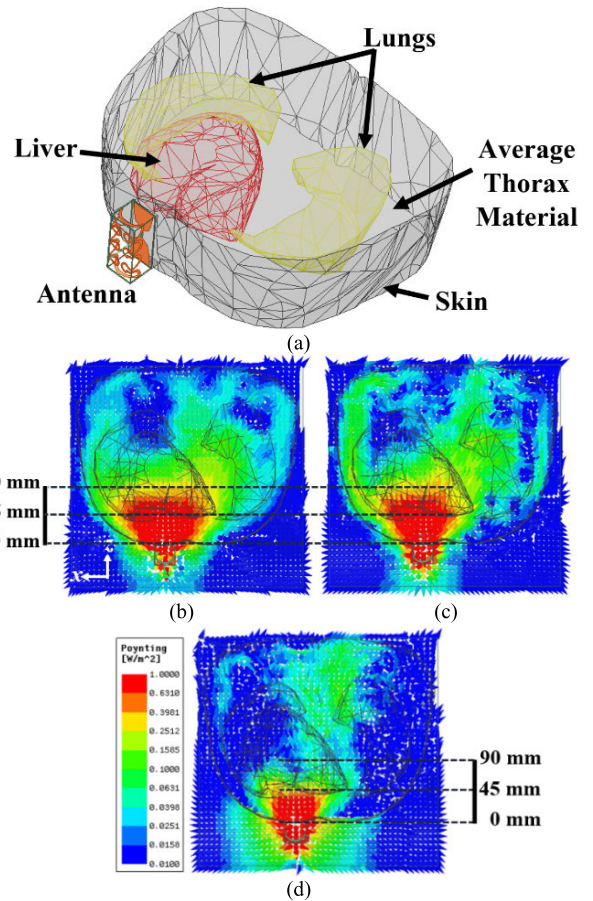 Lungs
Liver
Average
Thorax
Material
Antenna
Skin
(a)
mm
mm
mm
x
(b)
(c)
Poynting
[W/m^2]
1.0000
0.6310
0.3981
0.2512
0.1585
0.1000
0.0631
0.0398
0.0251
0.0158
0.0100
90 mm
45 mm
0 mm
(d)